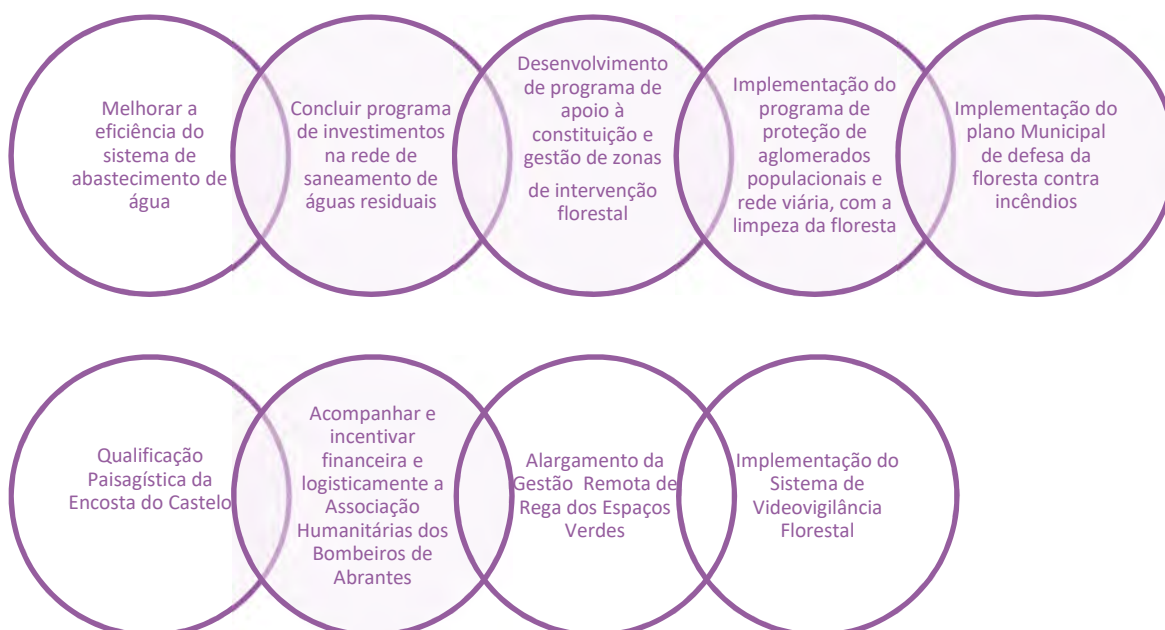 Melhorar a
eficiência do
sistema de
abastecimento de
água
Concluir programa
de investimentos
na rede de
saneamento de
águas residuais
Desenvolvimento
de programa de
apoio à
constituição e
gestão de zonas
de intervenção
florestal
Implementação do
programa de
proteção de
aglomerados
populacionais e
rede viária, com a
limpeza da floresta
Implementação do
plano Municipal
de defesa da
floresta contra
incêndios
Qualificação
Paisagística da
Encosta do Castelo
Acompanhar e
incentivar
financeira e
logisticamente a
Associação
Humanitárias dos
Bombeiros de
Abrantes
Alargamento da
Gestão Remota de
Rega dos Espaços
Verdes
Implementação do
Sistema de
Videovigilância
Florestal